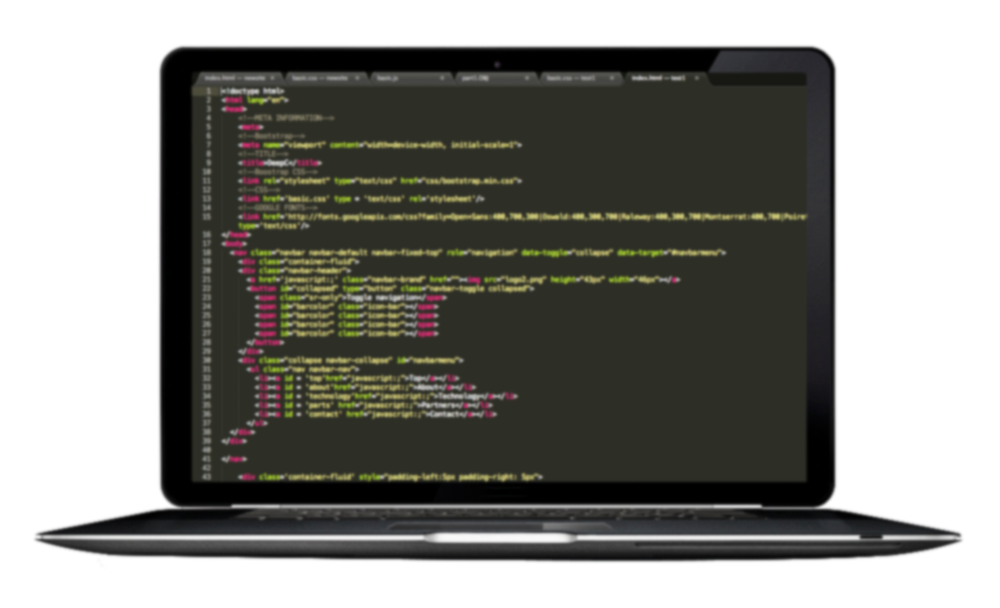 index.html — rewrite × basic.css — rewrite × basic.js × part1.svg × basic.css — test1 × index.html — test1 ×
1 <!doctype html>
2 <html lang="en">
3 <head>
4 <!--META INFORMATION-->
5 <meta>
6 <!--Bootstrap-->
7 <meta name="viewport" content="width=device-width, initial-scale=1">
8 <!--TITLE-->
9 <title></title>
10 <!--Boostrap CSS-->
11 <link rel="stylesheet" type="text/css" href="css/bootstrap.min.css">
12 <!--CSS-->
13 <link href='basic.css' type = 'text/css' rel='stylesheet'/>
14 <!--GOOGLE FONTS-->
15 <link href='http://fonts.googleapis.com/css?family=Open+Sans:400,700,300|Oswald:400,300,700|Raleway:400,300,700|Montserrat:400,700|Poiret
type='text/css'/>
16 </head>
17 <body>
18 <nav class="navbar navbar-default navbar-fixed-top" role="navigation" data-toggle="collapse" data-target="#navbarmenu">
19 <div class="container-fluid">
20 <div class="navbar-header">
21 <a href='javascript:;' class="navbar-brand" href=""><img src="logo2.png" height="43px" width="46px"></a>
22 <button id="collapsed" type="button" class="navbar-toggle collapsed">
23 <span class="sr-only">Toggle navigation</span>
24 <span id="barcolor" class="icon-bar"></span>
25 <span id="barcolor" class="icon-bar"></span>
26 <span id="barcolor" class="icon-bar"></span>
27 <span id="barcolor" class="icon-bar"></span>
28 </button>
29 </div>
30 <div class="collapse navbar-collapse" id="navbarmenu">
31 <ul class="nav navbar-nav">
32 <li><a id = 'top'href="javascript:;">Top</a></li>
33 <li><a id = 'about'href="javascript:;">About</a></li>
34 <li><a id = 'technology'href="javascript:;">Technology</a></li>
35 <li><a id = 'parts' href="javascript:;">Partners</a></li>
36 <li><a id = 'contact' href="javascript:;">Contact</a></li>
37 </ul>
38 </div>
39 </div>
40
41 </nav>
42
43 <div class='container-fluid' style="padding-left:5px padding-right: 5px">